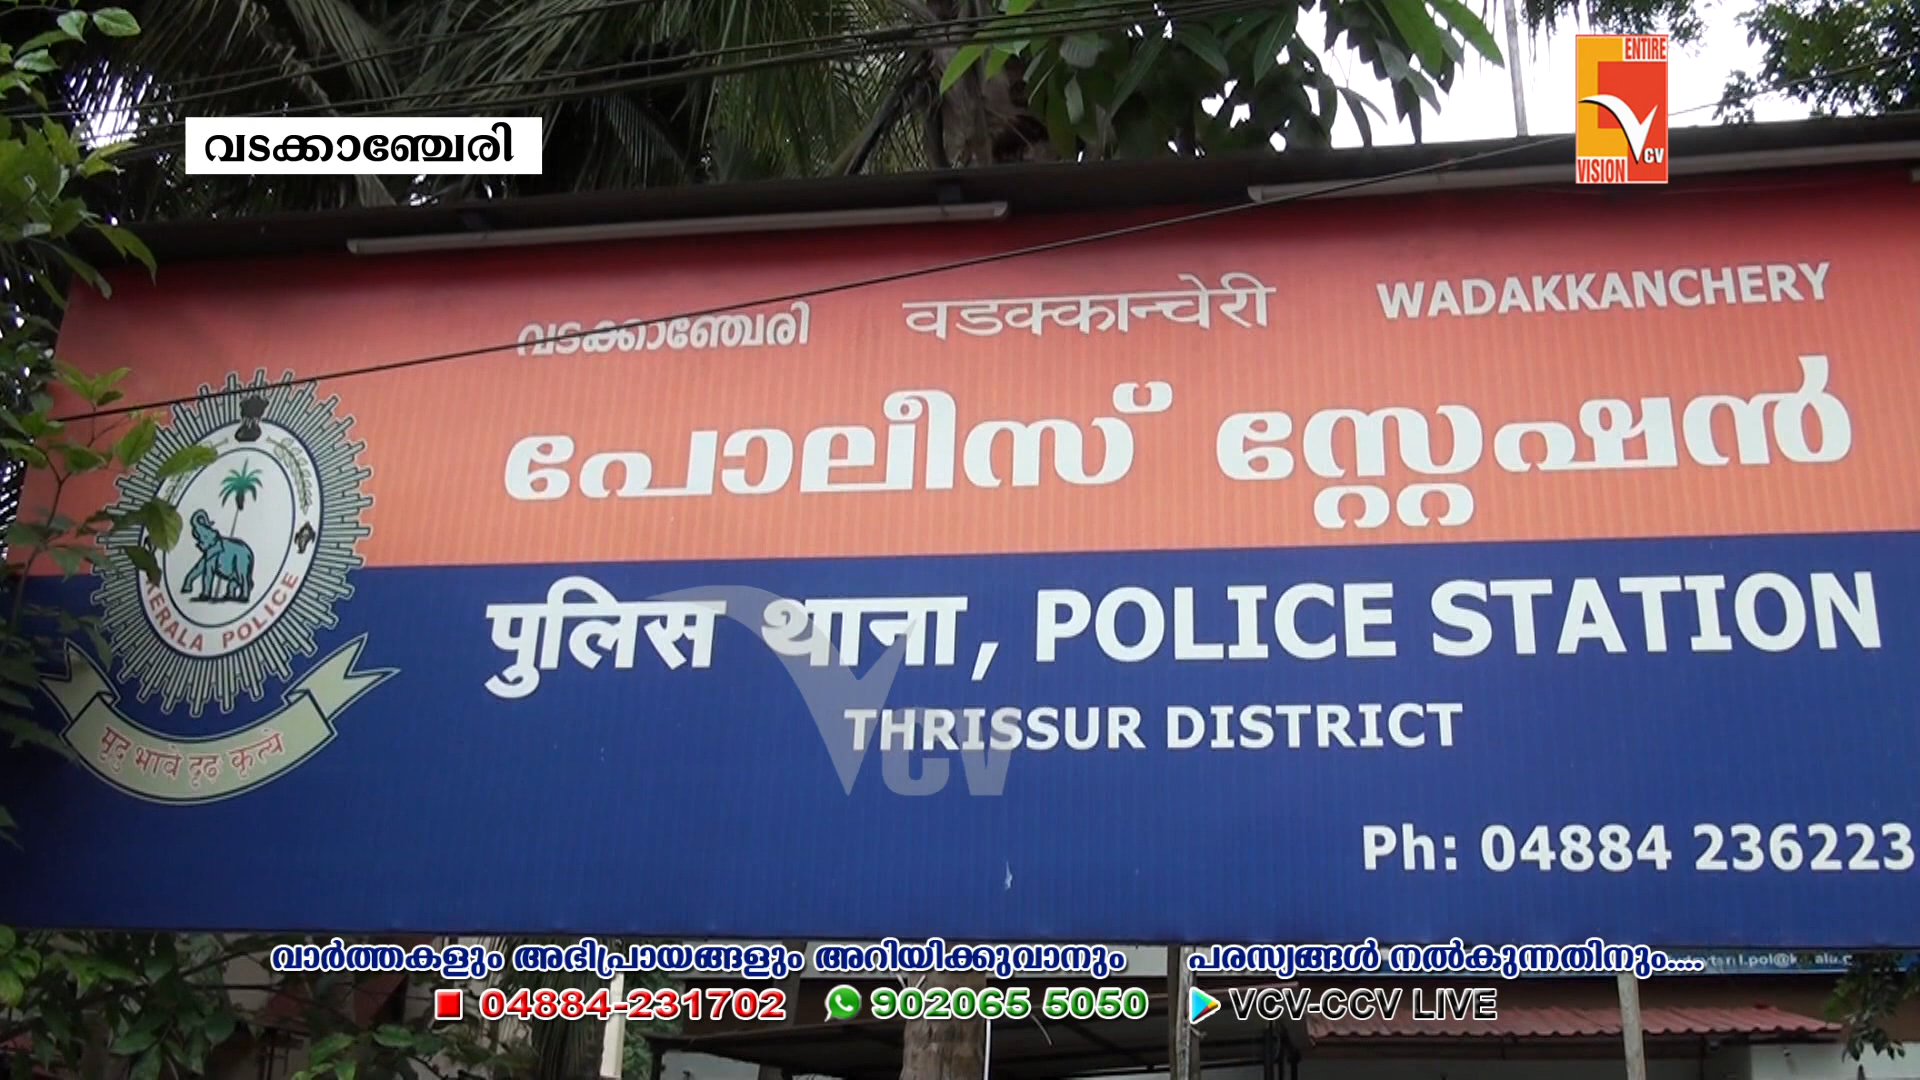 വടക്കാഞ്ചേരി
ENTIRE
VCV
VISION
വടക്കാഞ്ചേരി वडक्कान्चेरी WADAKKANCHERY
പോലീസ് സ്റ്റേഷൻ
पुलिस थाना, POLICE STATION
THRISSUR DISTRICT
Ph: 04884 236223
KERALA POLICE
मृदु भावे दृढ कृत्ये
VCV
വാർത്തകളും അഭിപ്രായങ്ങളും അറിയിക്കുവാനും പരസ്യങ്ങൾ നൽകുന്നതിനും....
04884-231702 902065 5050 VCV-CCV LIVE